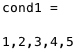 cond1 =
1,2,3,4,5